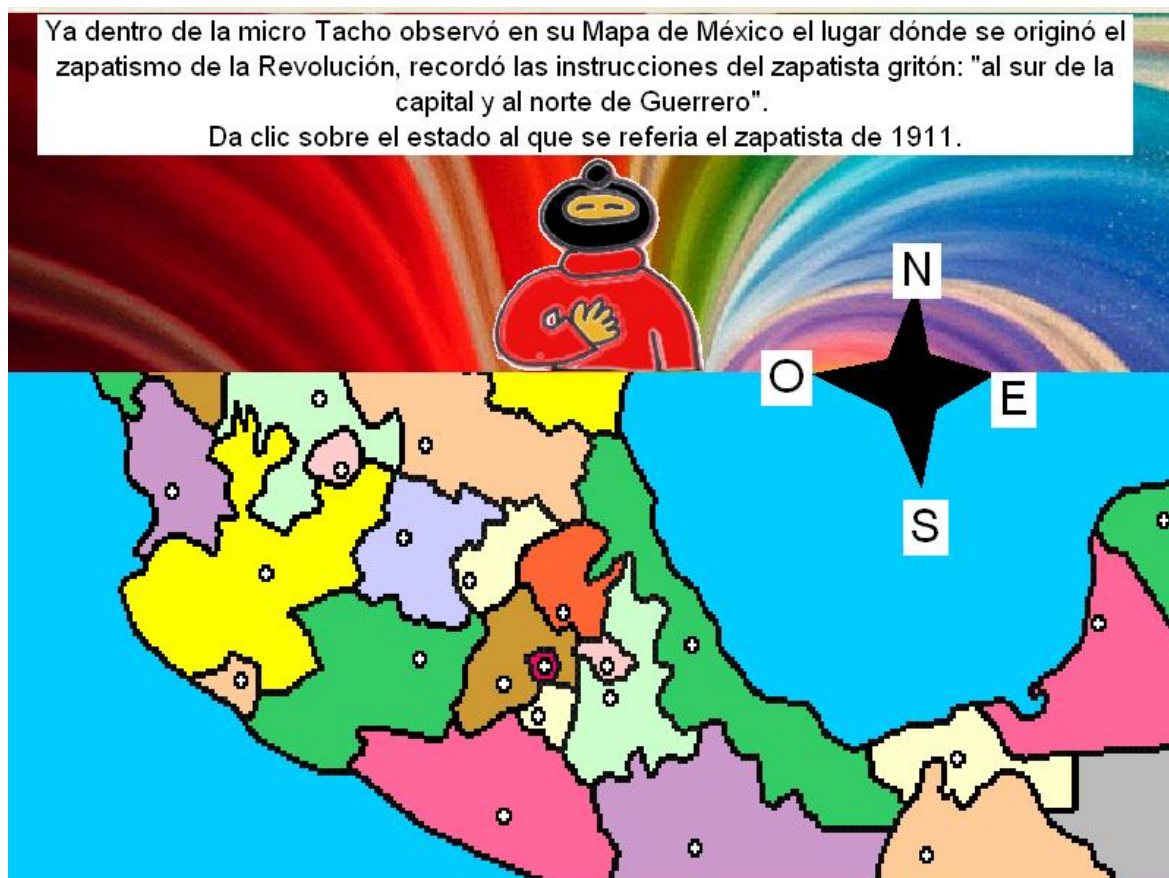 Ya dentro de la micro Tacho observó en su Mapa de México el lugar dónde se originó el
zapatismo de la Revolución, recordó las instrucciones del zapatista gritón: "al sur de la
capital y al norte de Guerrero".
Da clic sobre el estado al que se referia el zapatista de 1911.
N
O
E
S